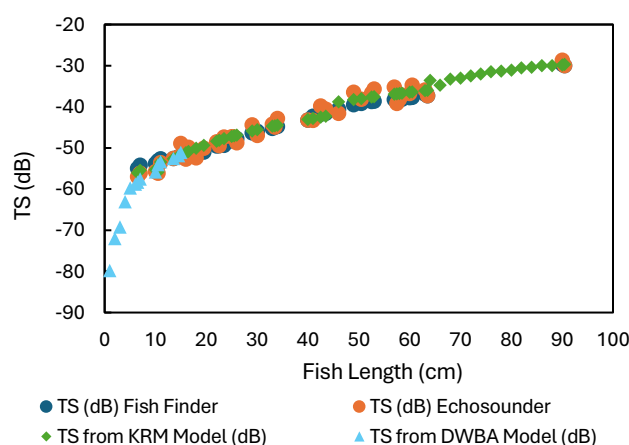 -20
-30
-40
-50
-60
-70
-80
-90
TS (dB)
0 10 20 30 40 50 60 70 80 90 100
Fish Length (cm)
TS (dB) Fish Finder TS (dB) Echosounder
TS from KRM Model (dB) TS from DWBA Model (dB)